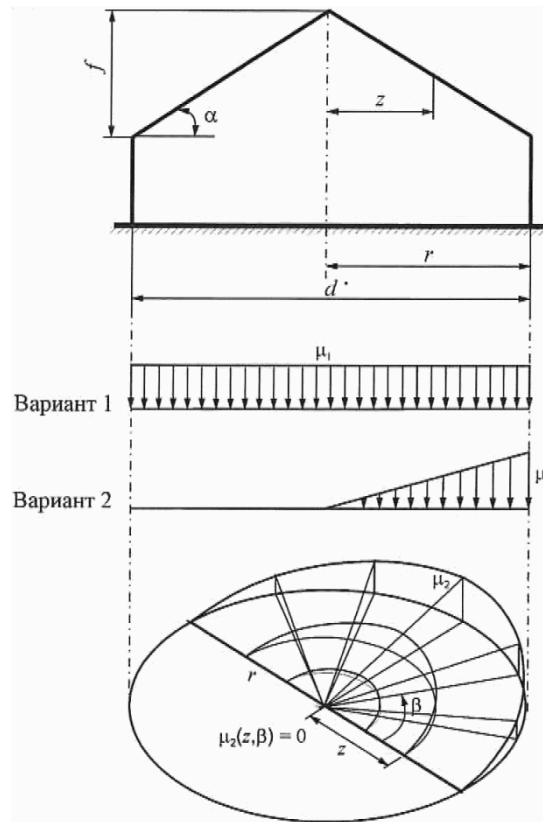 f
α
z
r
d
μ₁
Вариант 1
μ
Вариант 2
μ₂
r
β
μ₂(z,β) = 0
z